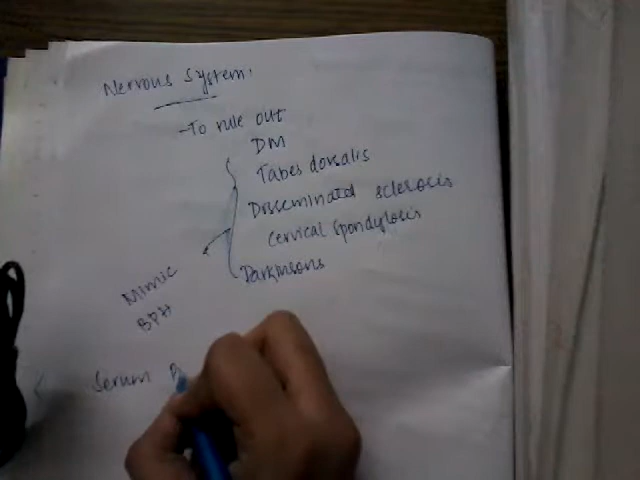 Nervous System:
-To rule out
DM
Tabes dorsalis
Disseminated sclerosis
Cervical spondylosis
Parkinsons
Mimic
BPH
Serum